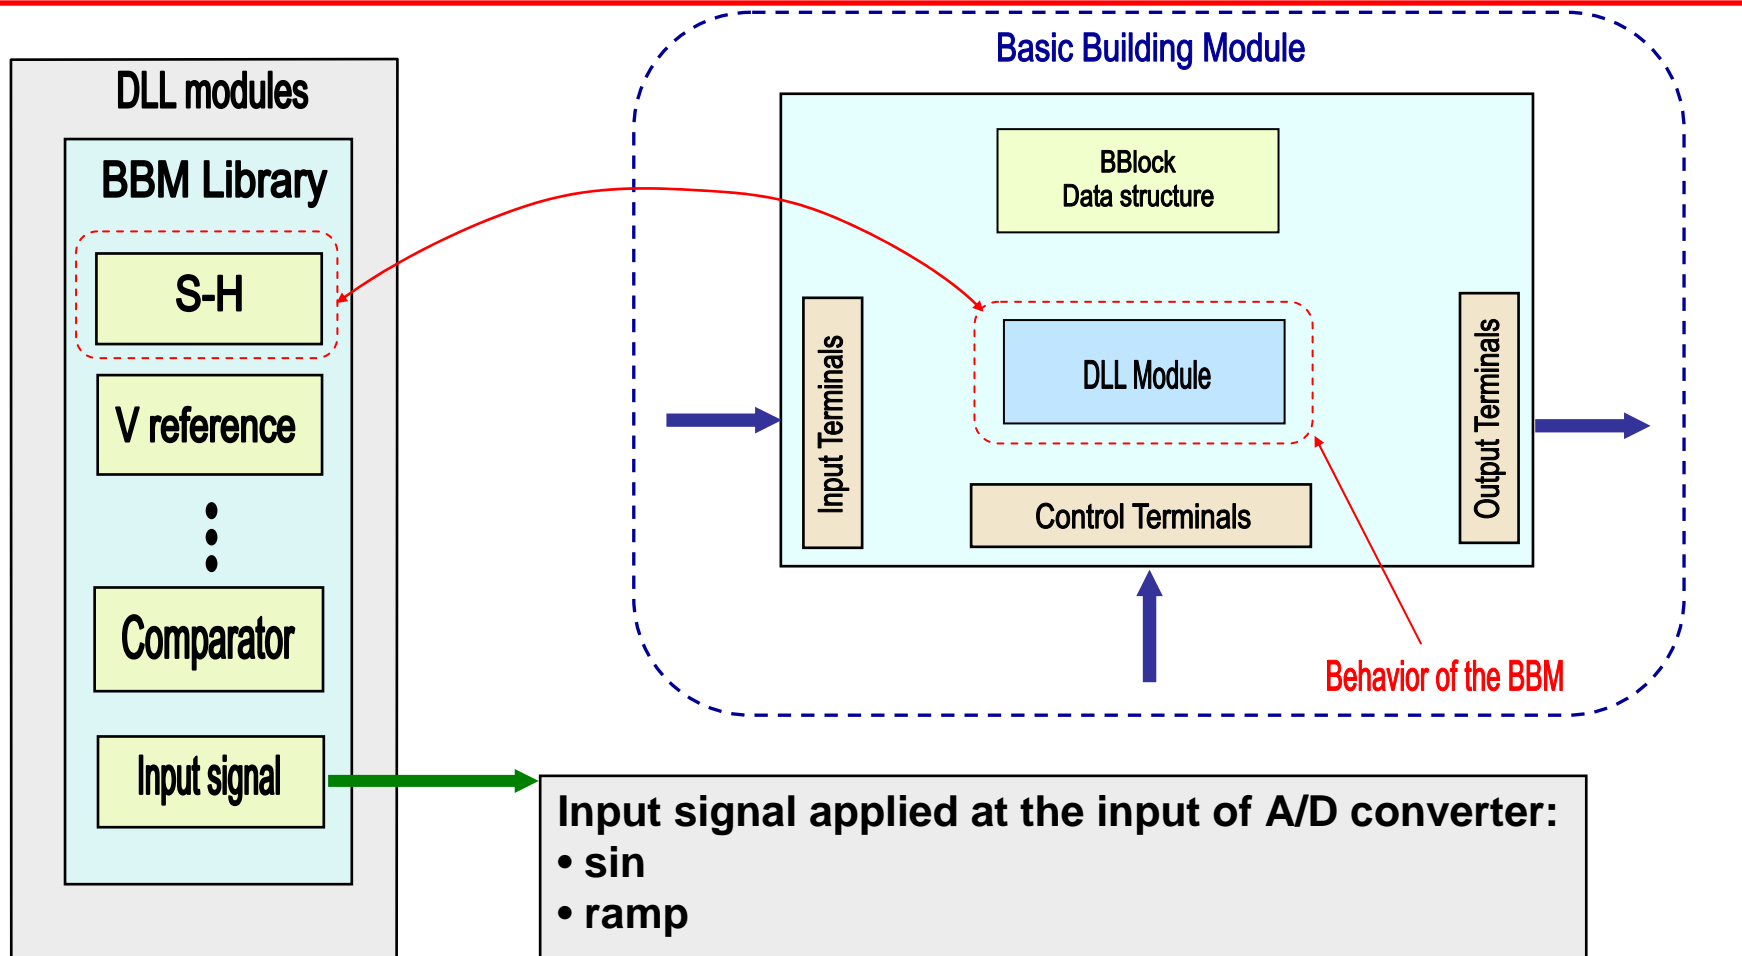 DLL modules
BBM Library
S-H
V reference
Comparator
Input signal
Basic Building Module
BBlock
Data structure
Input Terminals
DLL Module
Output Terminals
Control Terminals
Behavior of the BBM
Input signal applied at the input of A/D converter:
• sin
• ramp